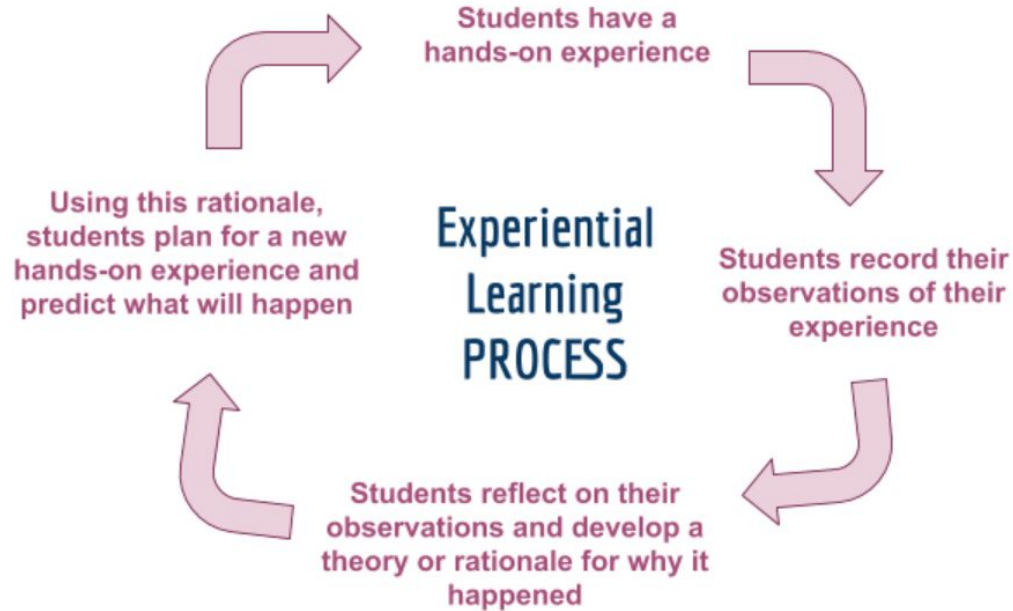 Students have a
hands-on experience
Students record their
observations of their
experience
Students reflect on their
observations and develop a
theory or rationale for why it
happened
Using this rationale,
students plan for a new
hands-on experience and
predict what will happen
Experiential
Learning
PROCESS